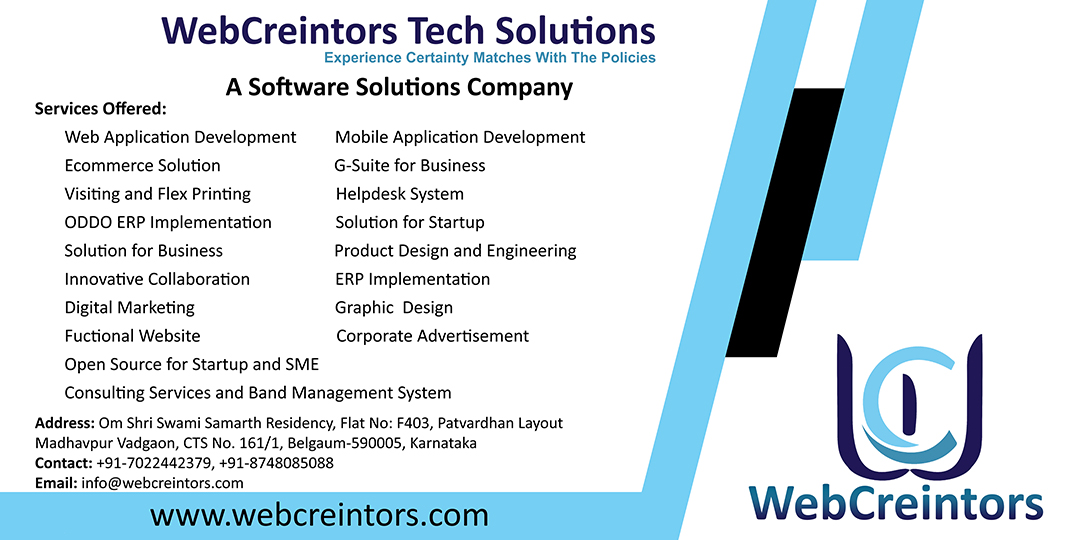 WebCreintors Tech Solutions
Experience Certainty Matches With The Policies
A Software Solutions Company
Services Offered:
Web Application Development Mobile Application Development
Ecommerce Solution G-Suite for Business
Visiting and Flex Printing Helpdesk System
ODDO ERP Implementation Solution for Startup
Solution for Business Product Design and Engineering
Innovative Collaboration ERP Implementation
Digital Marketing Graphic Design
Fuctional Website Corporate Advertisement
Open Source for Startup and SME
Consulting Services and Band Management System
Address: Om Shri Swami Samarth Residency, Flat No: F403, Patvardhan Layout
Madhavpur Vadgaon, CTS No. 161/1, Belgaum-590005, Karnataka
Contact: +91-7022442379, +91-8748085088
Email: info@webcreintors.com
www.webcreintors.com
WebCreintors